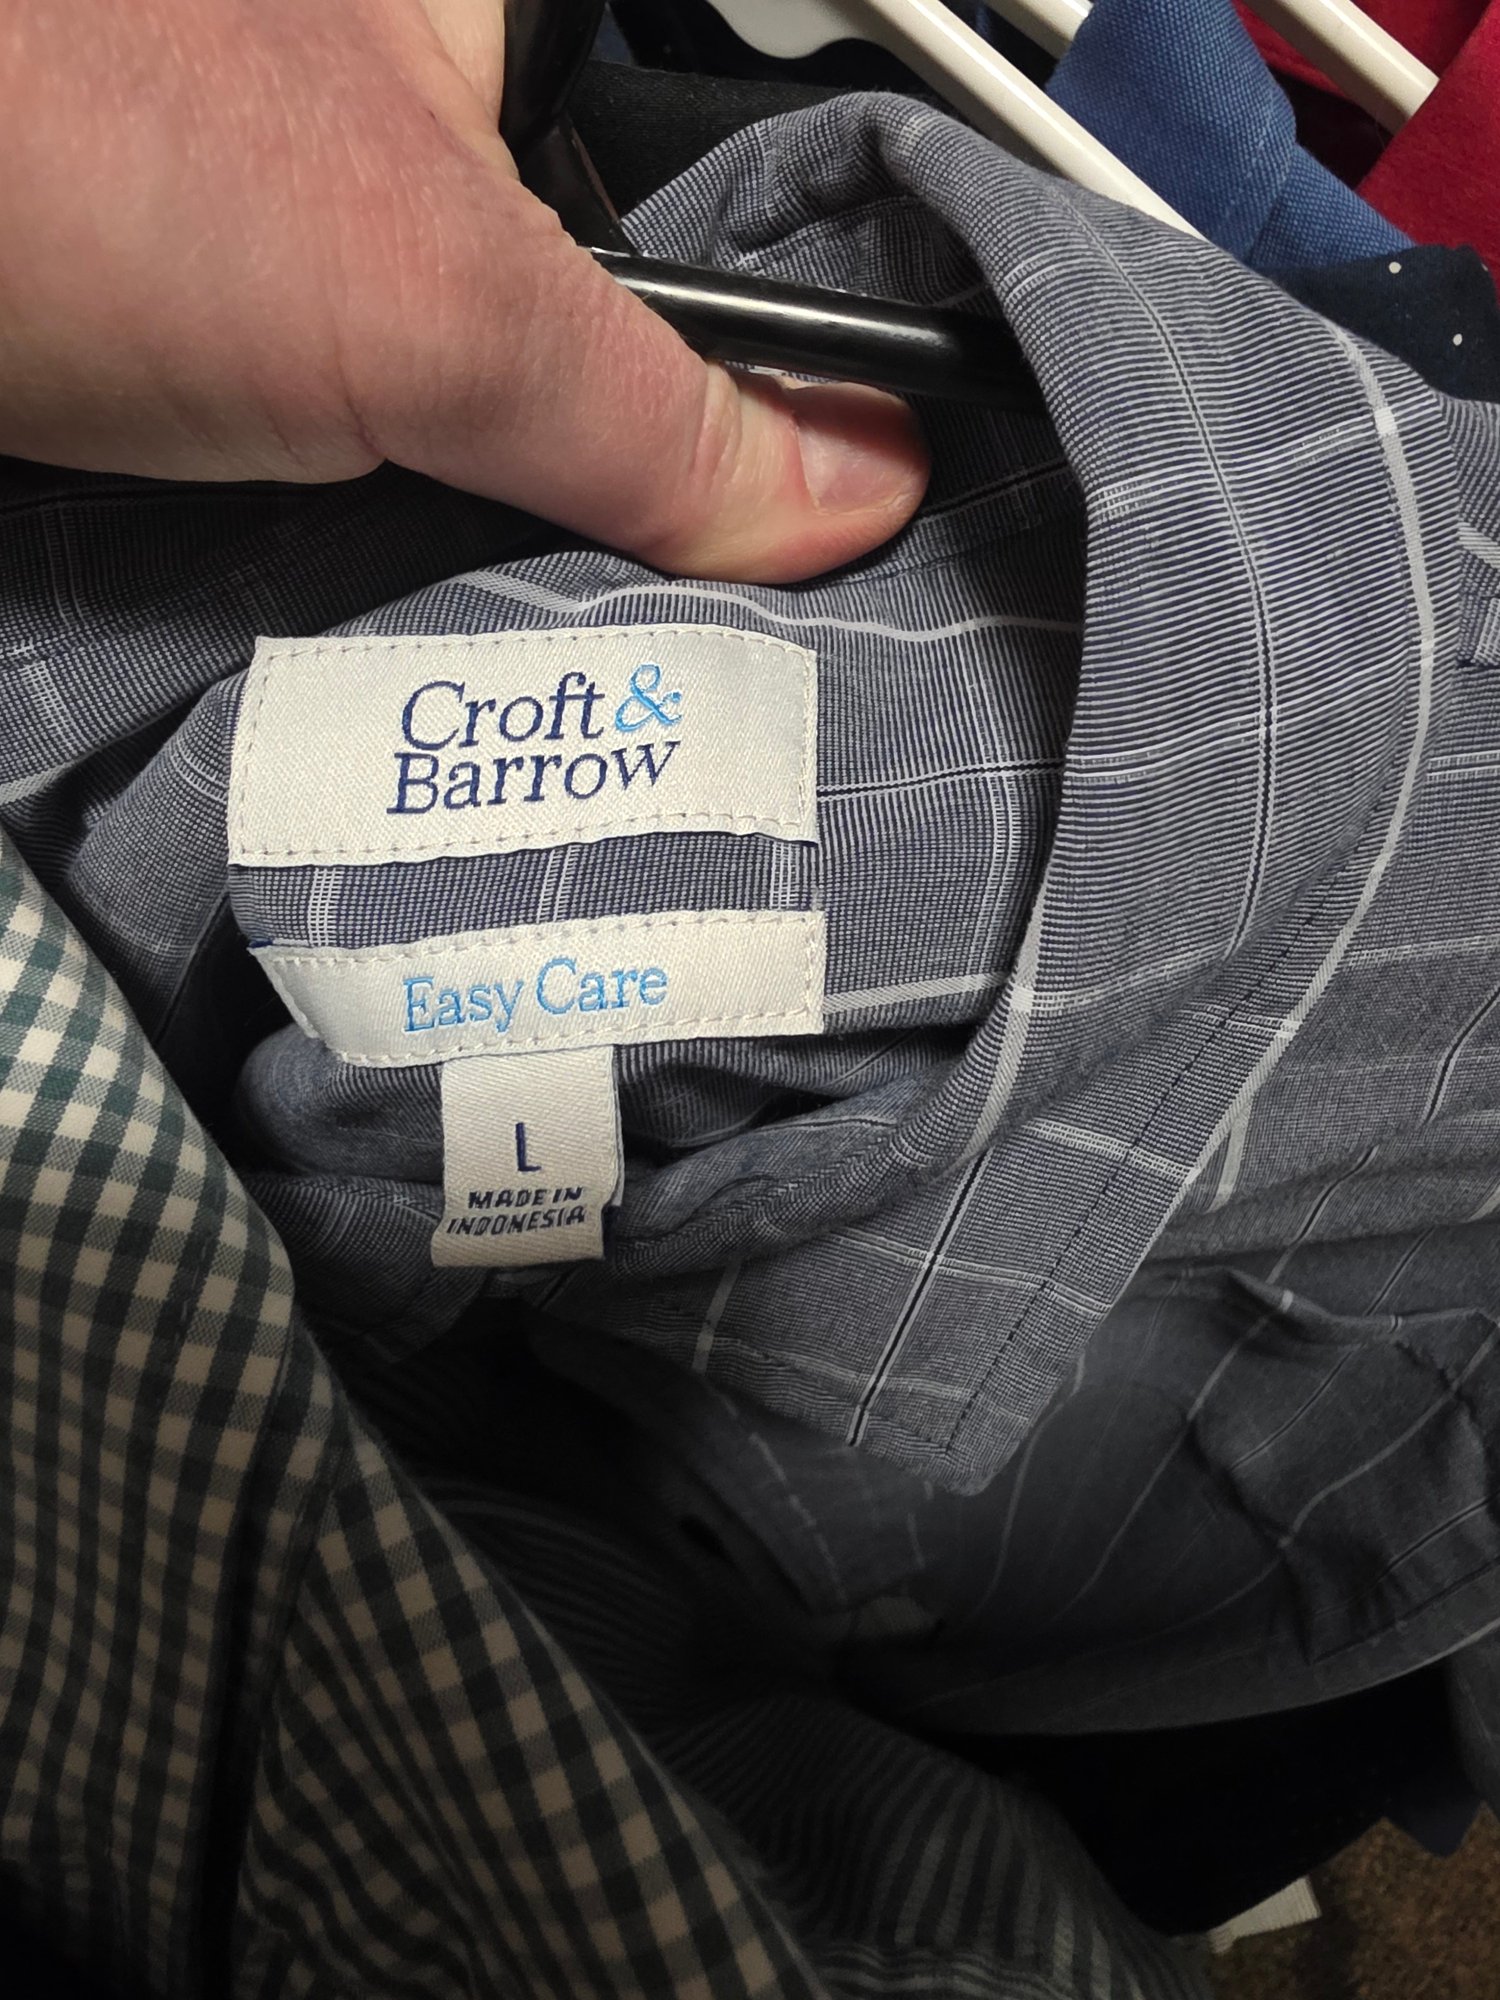 Croft &
Barrow
Easy Care
L
MADE IN
INDONESIA